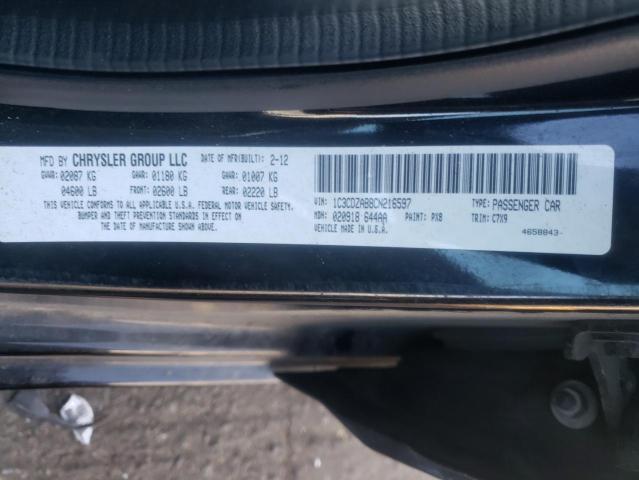 MFD BY CHRYSLER GROUP LLC DATE OF MFR(BUILT): 2-12
GVWR: 02087 KG GAWR: 01180 KG GAWR: 01007 KG
04600 LB FRONT: 02600 LB REAR: 02220 LB
THIS VEHICLE CONFORMS TO ALL APPLICABLE U.S.A. FEDERAL MOTOR VEHICLE SAFETY,
BUMPER AND THEFT PREVENTION STANDARDS IN EFFECT ON
THE DATE OF MANUFACTURE SHOWN ABOVE.
VIN: 1C3CDZAB8CN216597 TYPE: PASSENGER CAR
MDH: 020918 644AA PAINT: PX8 TRIM: C7X9
VEHICLE MADE IN U.S.A. 4658843-